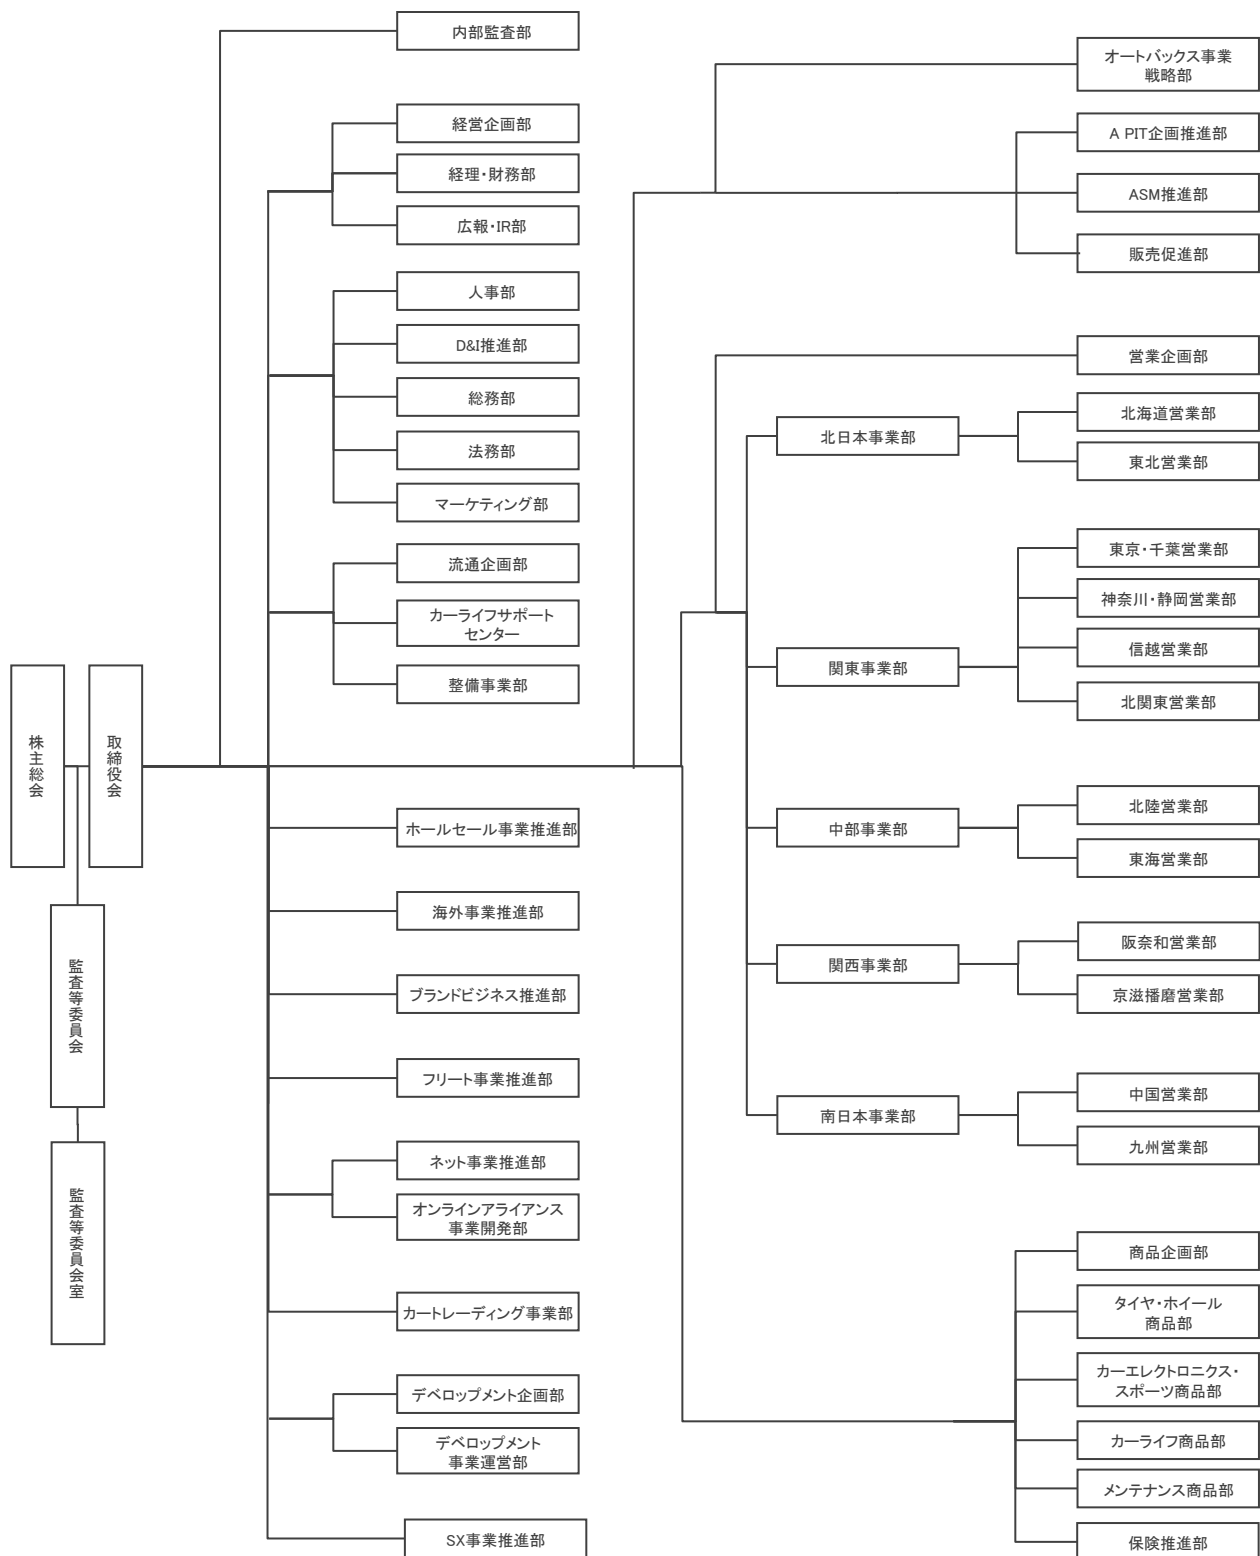 株主総会
取締役会
監査等委員会
監査等委員会室
内部監査部
経営企画部
経理・財務部
広報・IR部
人事部
D&I推進部
総務部
法務部
マーケティング部
流通企画部
カーライフサポート
センター
整備事業部
ホールセール事業推進部
海外事業推進部
ブランドビジネス推進部
フリート事業推進部
ネット事業推進部
オンラインアライアンス
事業開発部
カートレーディング事業部
デベロップメント企画部
デベロップメント
事業運営部
SX事業推進部
オートバックス事業
戦略部
A PIT企画推進部
ASM推進部
販売促進部
営業企画部
北日本事業部
北海道営業部
東北営業部
関東事業部
東京・千葉営業部
神奈川・静岡営業部
信越営業部
北関東営業部
中部事業部
北陸営業部
東海営業部
関西事業部
阪奈和営業部
京滋播磨営業部
南日本事業部
中国営業部
九州営業部
商品企画部
タイヤ・ホイール
商品部
カーエレクトロニクス・
スポーツ商品部
カーライフ商品部
メンテナンス商品部
保険推進部